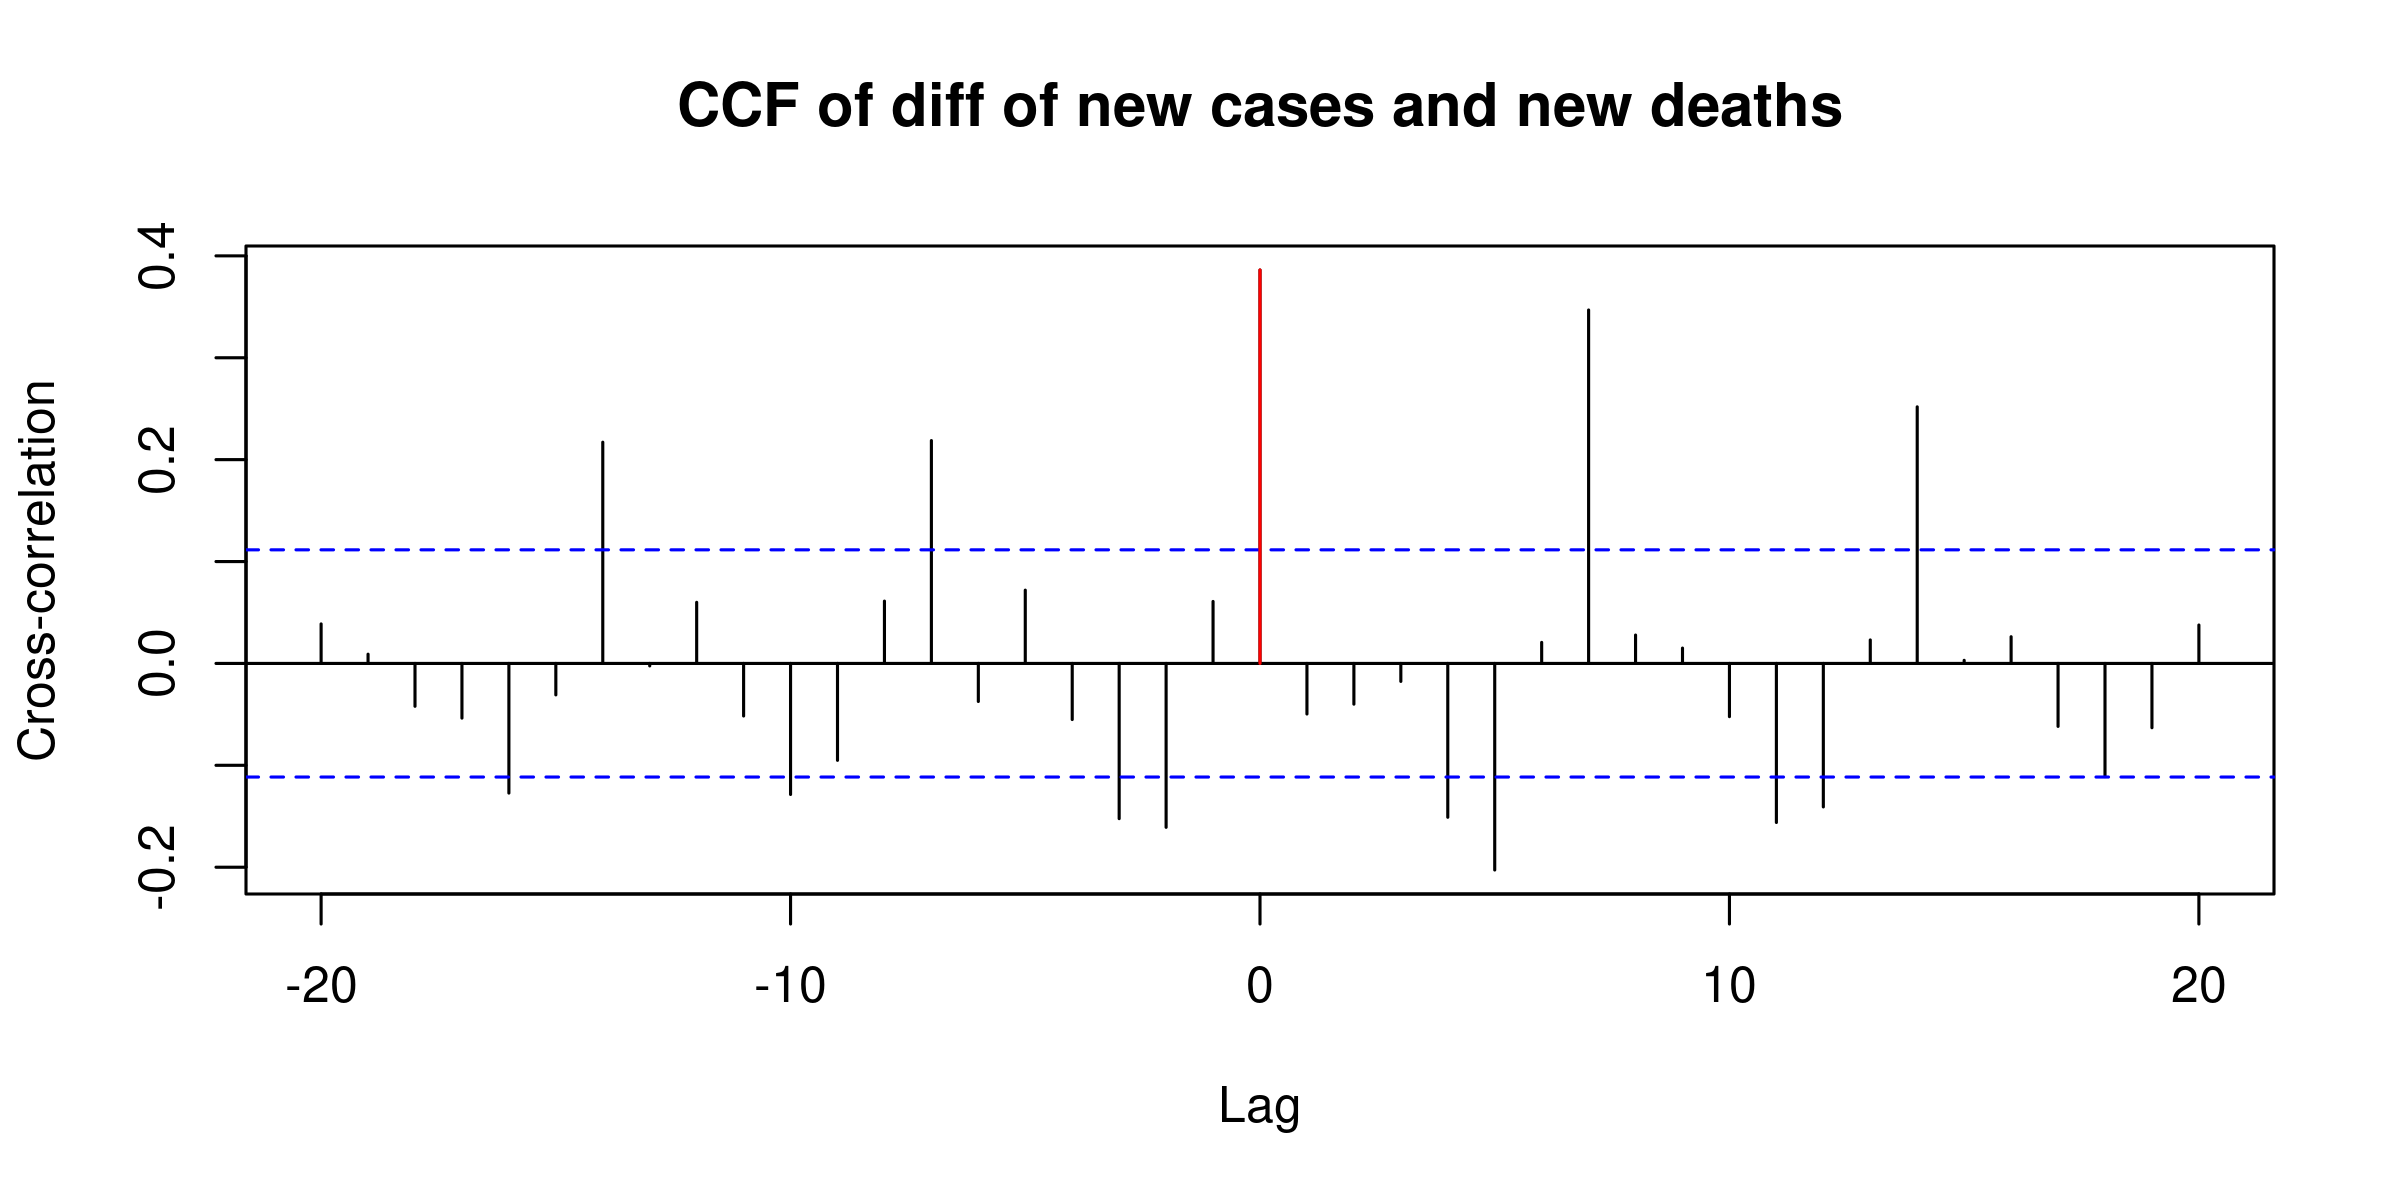 CCF of diff of new cases and new deaths
Cross-correlation
0.4
0.2
0.0
-0.2
-20 -10 0 10 20
Lag